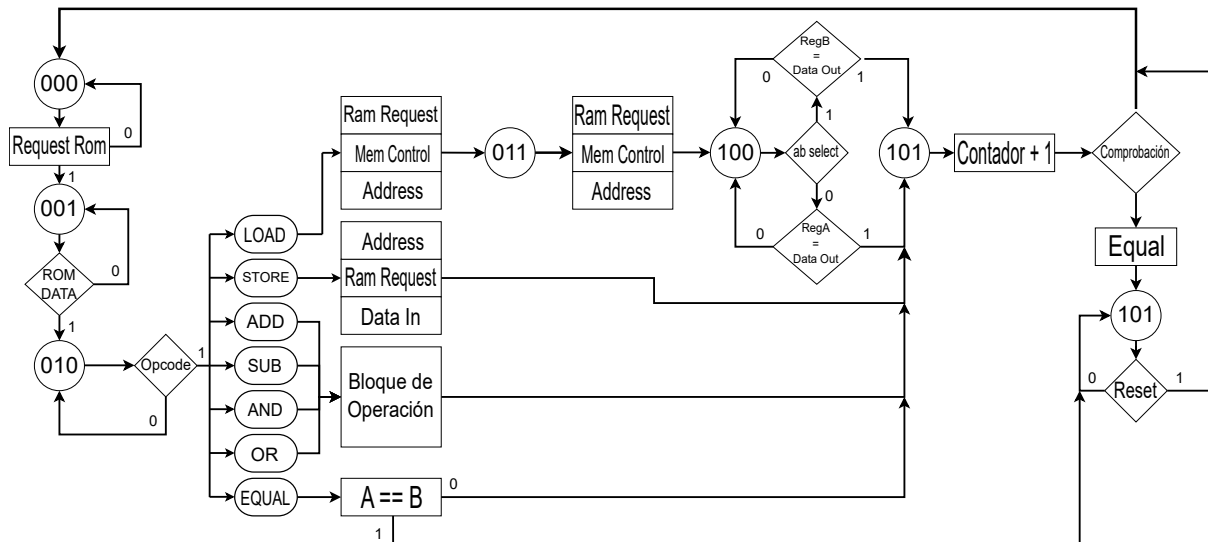 000
0
Request Rom
1
001
0
ROM
DATA
1
010
Opcode
1
0
LOAD
STORE
ADD
SUB
AND
OR
EQUAL
Ram Request
Mem Control
Address
Address
Ram Request
Data In
Bloque de
Operación
A == B
0
1
011
Ram Request
Mem Control
Address
100
RegB
=
Data Out
0
1
1
ab select
0
RegA
=
Data Out
0
1
101
Contador + 1
Comprobación
Equal
101
Reset
0
1